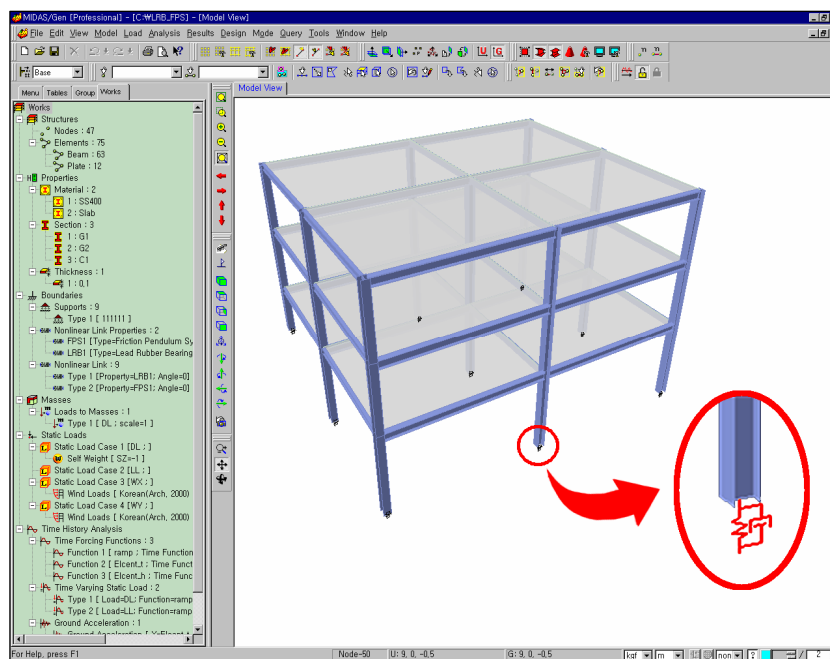 MIDAS/Gen [Professional] - [C:\₩LRB_FPS] - [Model View]
File Edit View Model Load Analysis Results Design Mode Query Tools Window Help
Base
Menu Tables Group Works
Model View
Works
Structures
Nodes : 47
Elements : 75
Beam : 63
Plate : 12
Properties
Material : 2
1 : SS400
2 : Slab
Section : 3
1 : G1
2 : G2
3 : C1
Thickness : 1
1 : 0.1
Boundaries
Supports : 9
Type 1 [ 111111 ]
Nonlinear Link Properties : 2
FPS1 [Type=Friction Pendulum Sy
LRB1 [Type=Lead Rubber Bearing
Nonlinear Link : 9
Type 1 [Property=LRB1; Angle=0]
Type 2 [Property=FPS1; Angle=0]
Masses
Loads to Masses : 1
Type 1 [ DL ; scale=1 ]
Static Loads
Static Load Case 1 [DL ; ]
Self Weight [ SZ=-1 ]
Static Load Case 2 [LL ; ]
Static Load Case 3 [WX ; ]
Wind Loads [ Korean(Arch, 2000)
Static Load Case 4 [WY ; ]
Wind Loads [ Korean(Arch, 2000)
Time History Analysis
Time Forcing Functions : 3
Function 1 [ ramp ; Time Function
Function 2 [ Elcent_t ; Time Funct
Function 3 [ Elcent_h ; Time Func
Time Varying Static Load : 2
Type 1 [ Load=DL; Function=ramp
Type 2 [ Load=LL; Function=ramp
Ground Acceleration : 1
Ground Acceleration [ X=Elcent_t
For Help, press F1
Node-50
U: 9, 0, -0.5
G: 9, 0, -0.5
kgf
m
non
?
/ 2